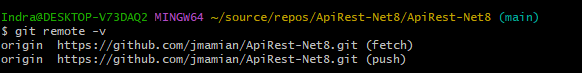 Indra@DESKTOP-V73DAQ2 MINGW64 ~/source/repos/ApiRest-Net8/ApiRest-Net8 (main)
$ git remote -v
origin  https://github.com/jmamian/ApiRest-Net8.git (fetch)
origin  https://github.com/jmamian/ApiRest-Net8.git (push)